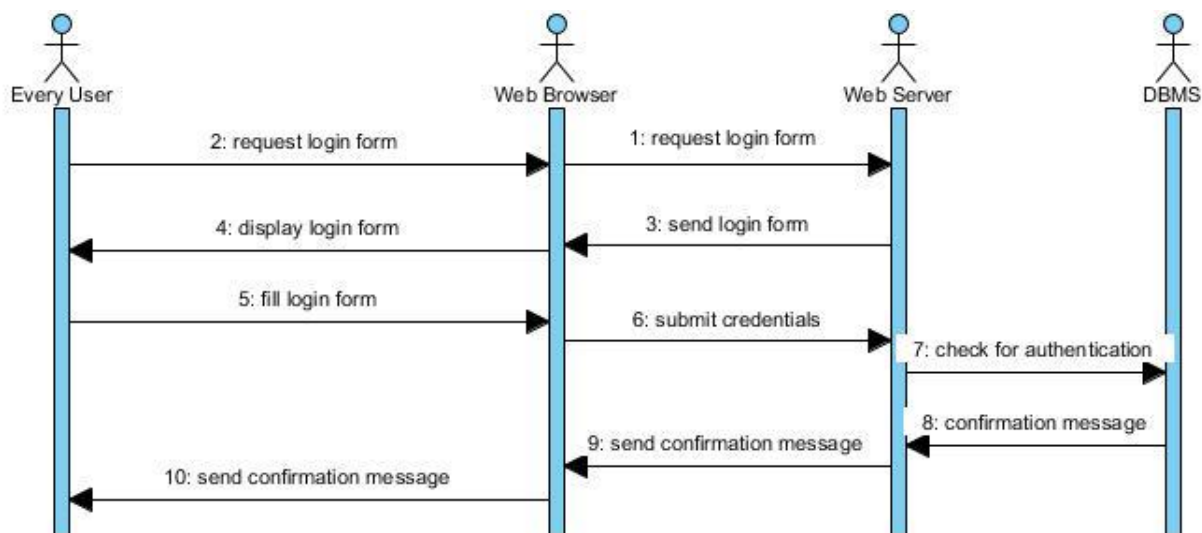 Every User
Web Browser
Web Server
DBMS
2: request login form
1: request login form
4: display login form
3: send login form
5: fill login form
6: submit credentials
7: check for authentication
8: confirmation message
9: send confirmation message
10: send confirmation message